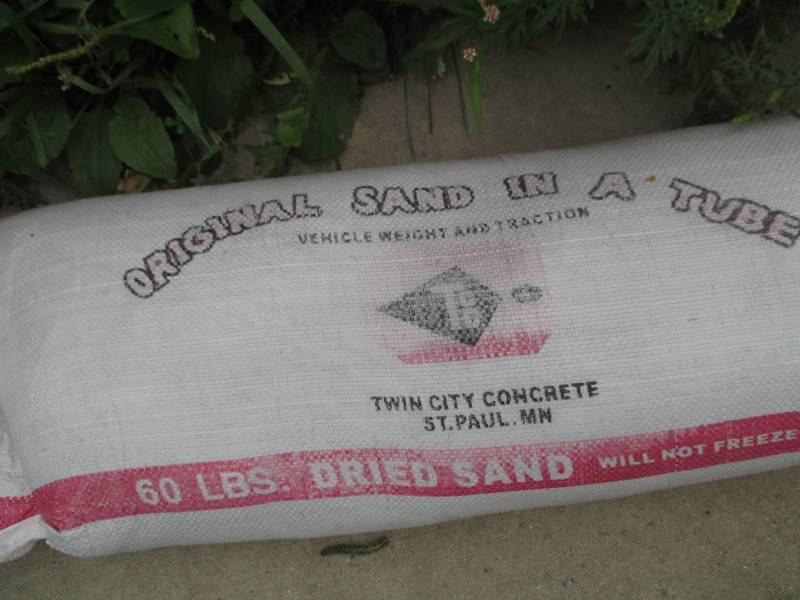 ORIGINAL SAND IN A TUBE
VEHICLE WEIGHT AND TRACTION
TWIN CITY CONCRETE
ST. PAUL. MN
60 LBS. DRIED SAND WILL NOT FREEZE